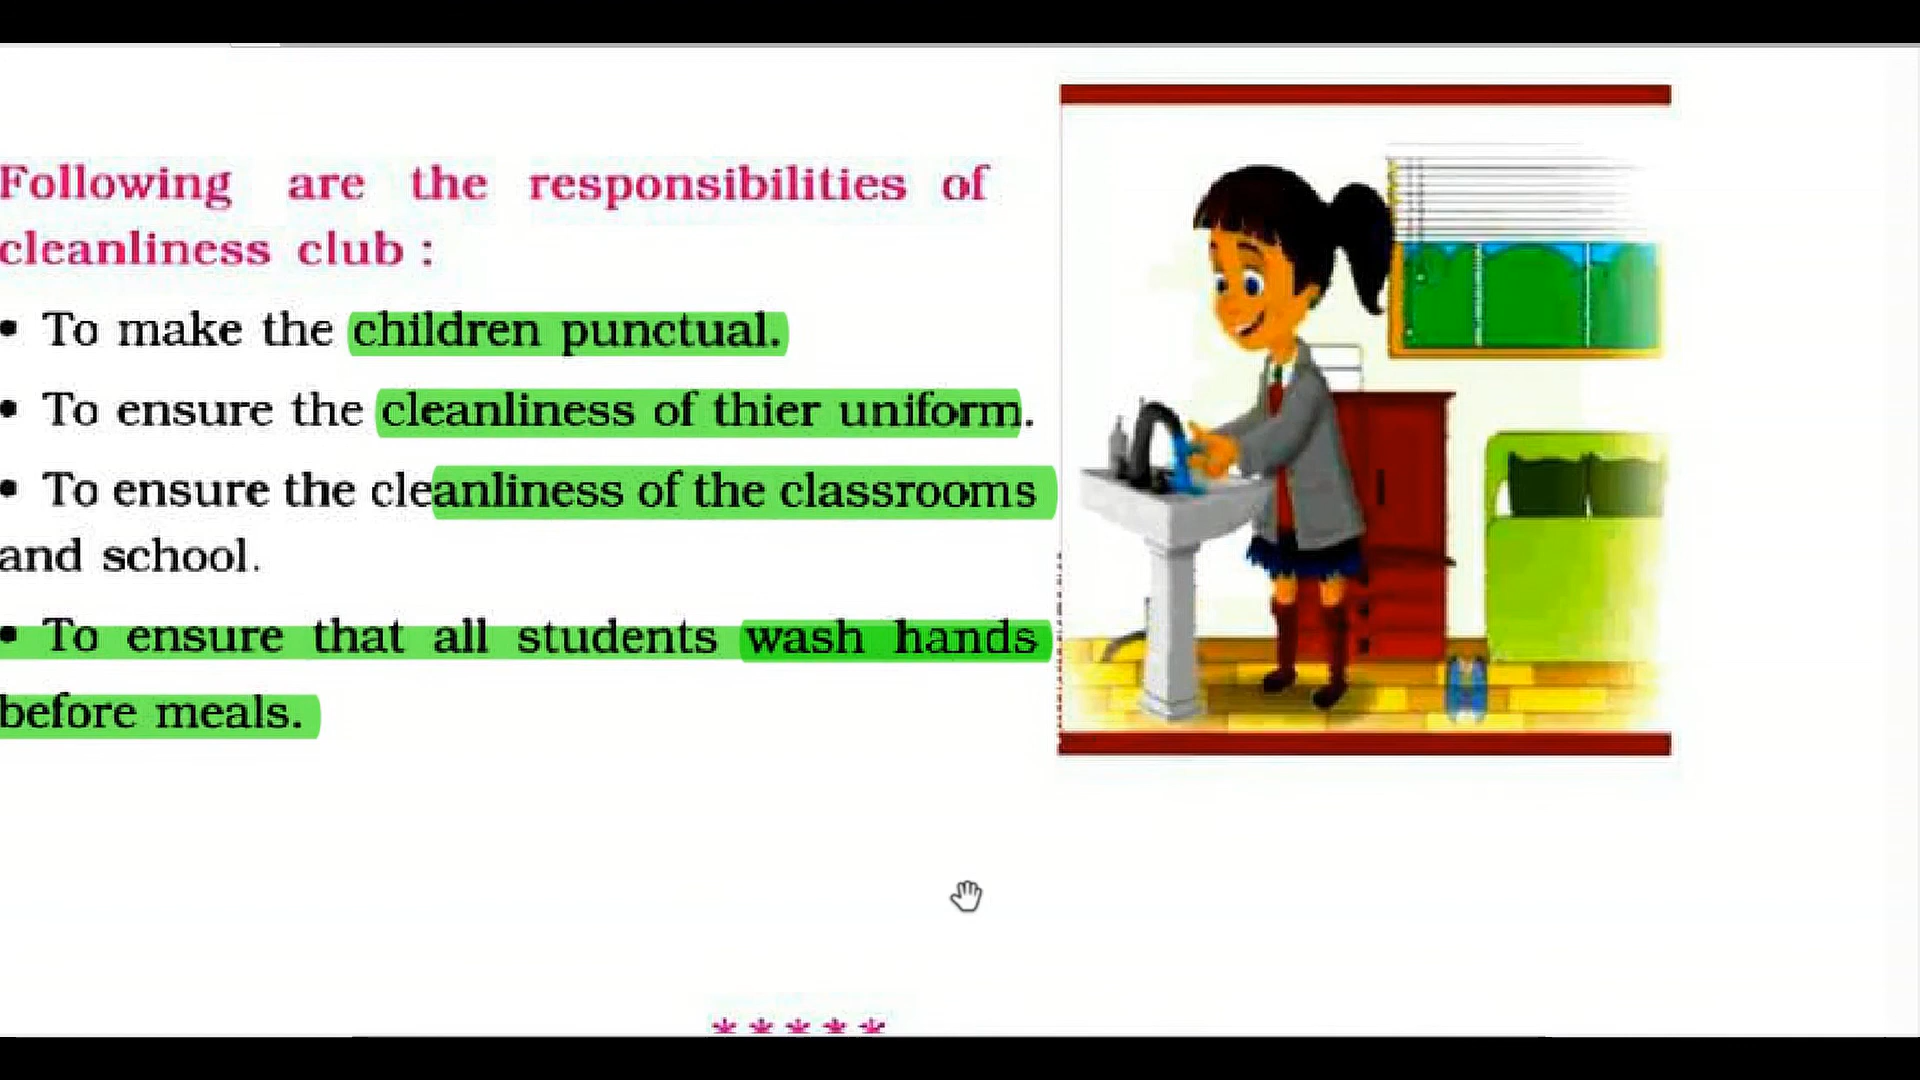 Following are the responsibilities of
cleanliness club :
• To make the children punctual.
• To ensure the cleanliness of thier uniform.
• To ensure the cleanliness of the classrooms
and school.
• To ensure that all students wash hands
before meals.
*****